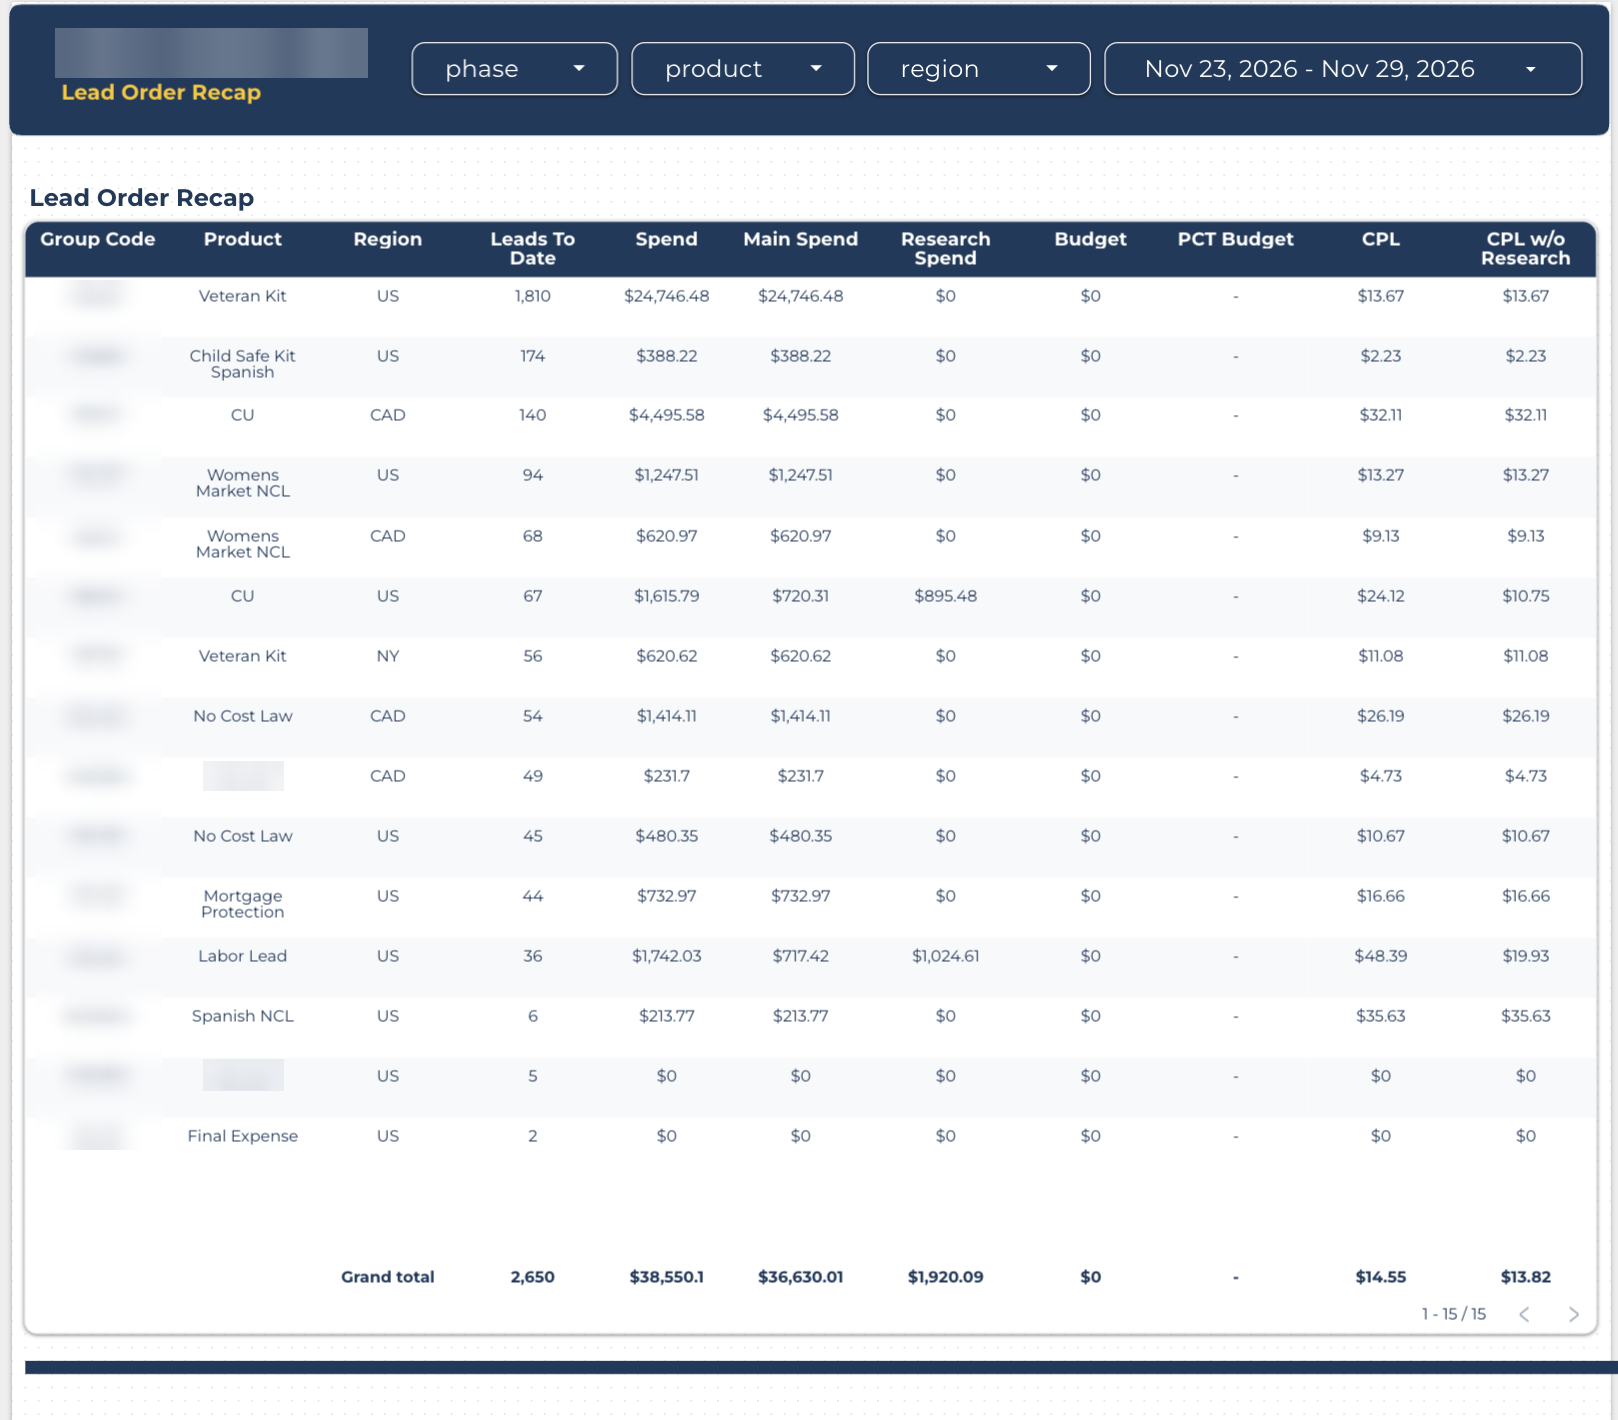 phase
product
region
Nov 23, 2026 - Nov 29, 2026
Lead Order Recap
Lead Order Recap
Group Code Product Region Leads To Date Spend Main Spend Research Spend Budget PCT Budget CPL CPL w/o Research
Veteran Kit US 1,810 $24,746.48 $24,746.48 $0 $0 - $13.67 $13.67
Child Safe Kit Spanish US 174 $388.22 $388.22 $0 $0 - $2.23 $2.23
CU CAD 140 $4,495.58 $4,495.58 $0 $0 - $32.11 $32.11
Womens Market NCL US 94 $1,247.51 $1,247.51 $0 $0 - $13.27 $13.27
Womens Market NCL CAD 68 $620.97 $620.97 $0 $0 - $9.13 $9.13
CU US 67 $1,615.79 $720.31 $895.48 $0 - $24.12 $10.75
Veteran Kit NY 56 $620.62 $620.62 $0 $0 - $11.08 $11.08
No Cost Law CAD 54 $1,414.11 $1,414.11 $0 $0 - $26.19 $26.19
CAD 49 $231.7 $231.7 $0 $0 - $4.73 $4.73
No Cost Law US 45 $480.35 $480.35 $0 $0 - $10.67 $10.67
Mortgage Protection US 44 $732.97 $732.97 $0 $0 - $16.66 $16.66
Labor Lead US 36 $1,742.03 $717.42 $1,024.61 $0 - $48.39 $19.93
Spanish NCL US 6 $213.77 $213.77 $0 $0 - $35.63 $35.63
US 5 $0 $0 $0 $0 - $0 $0
Final Expense US 2 $0 $0 $0 $0 - $0 $0
Grand total 2,650 $38,550.1 $36,630.01 $1,920.09 $0 - $14.55 $13.82
1 - 15 / 15